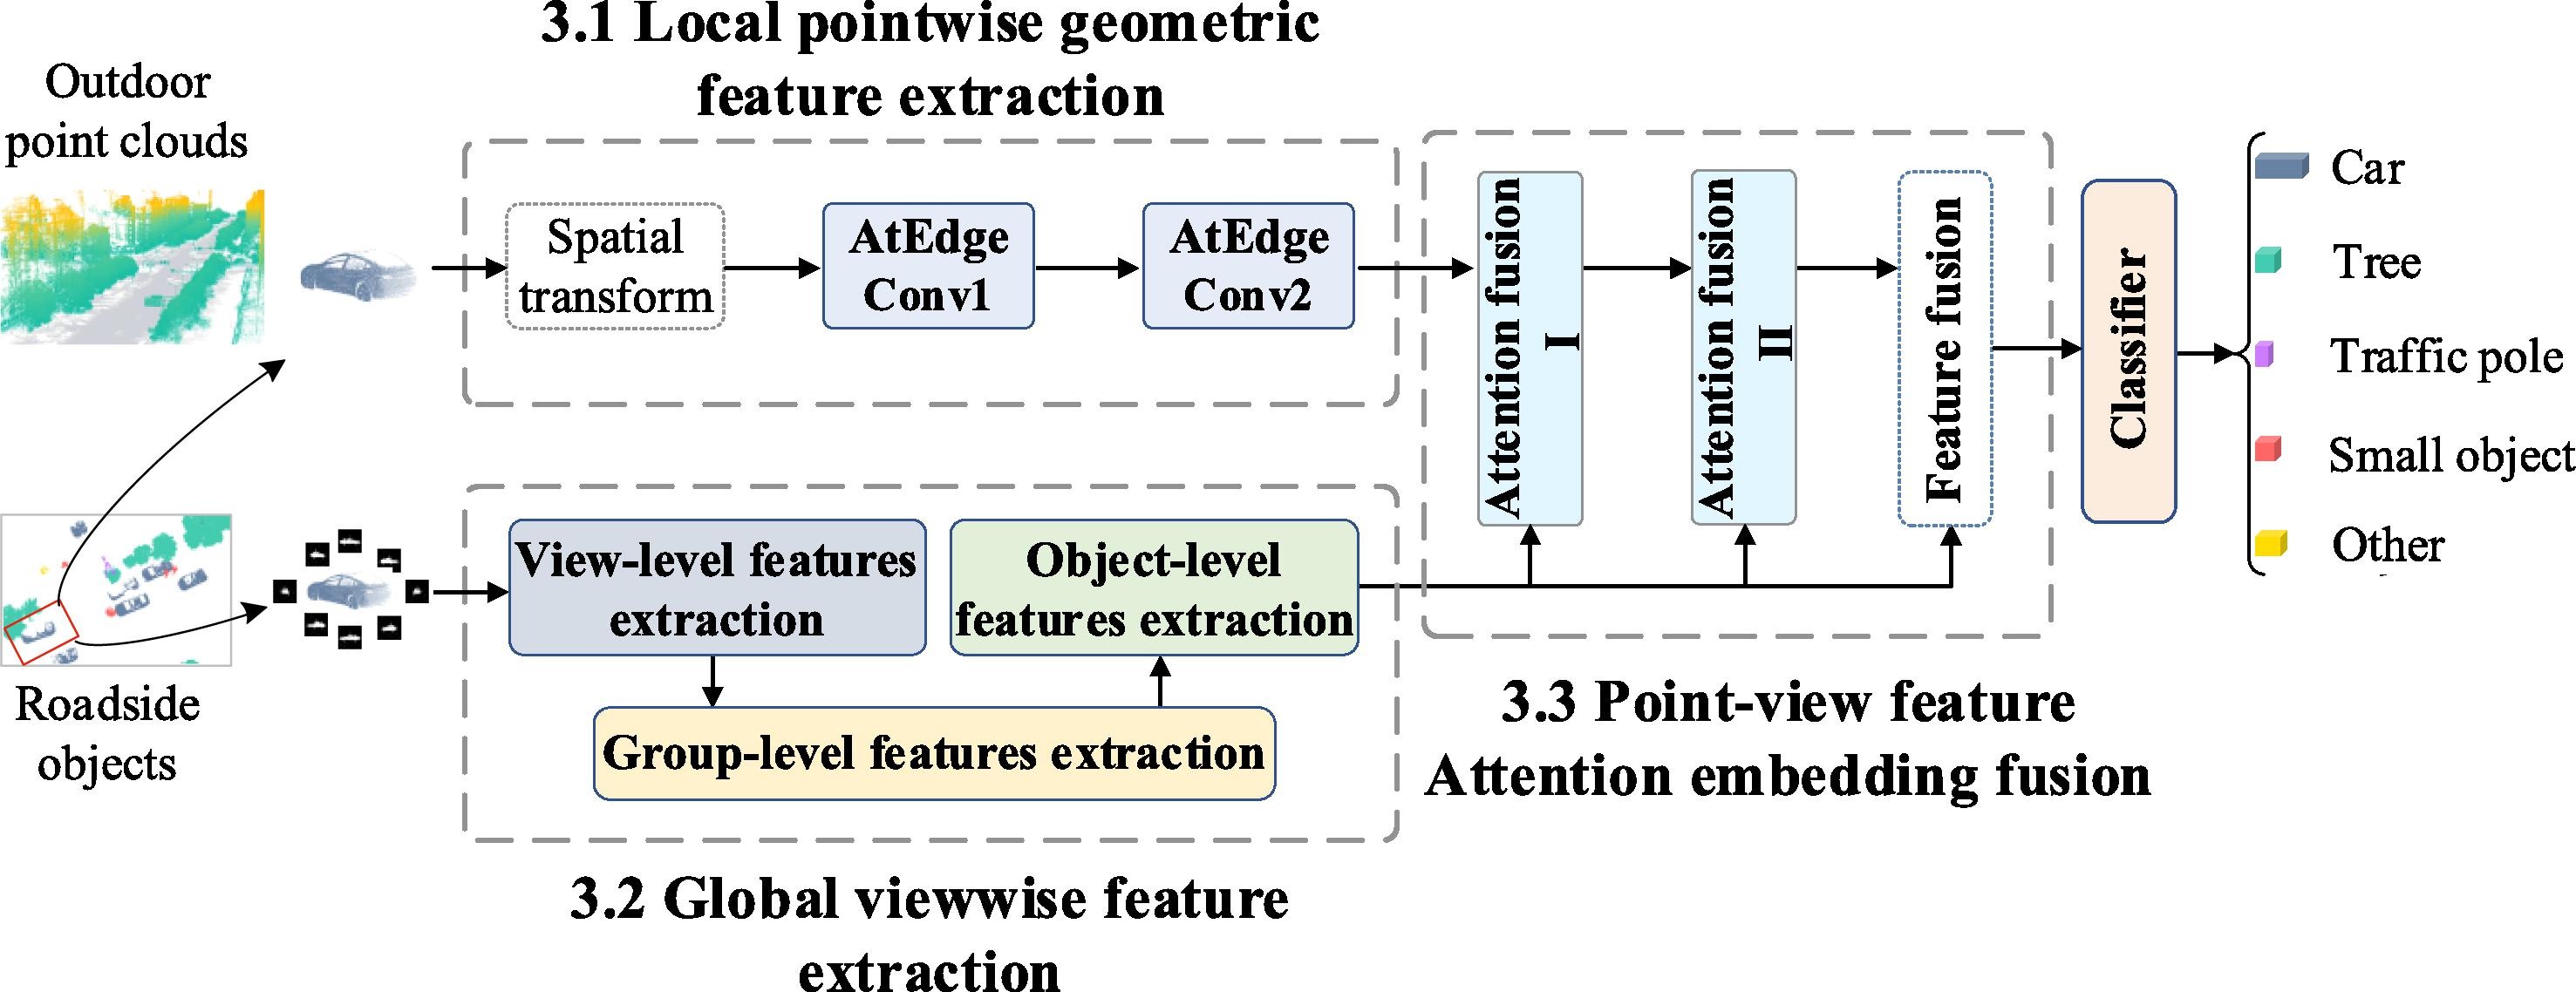 3.1 Local pointwise geometric
feature extraction
Outdoor
point clouds
Spatial
transform
AtEdge
Conv1
AtEdge
Conv2
Attention fusion
I
Attention fusion
II
Feature fusion
Classifier
Car
Tree
Traffic pole
Small object
Other
Roadside
objects
View-level features
extraction
Object-level
features extraction
Group-level features extraction
3.2 Global viewwise feature
extraction
3.3 Point-view feature
Attention embedding fusion